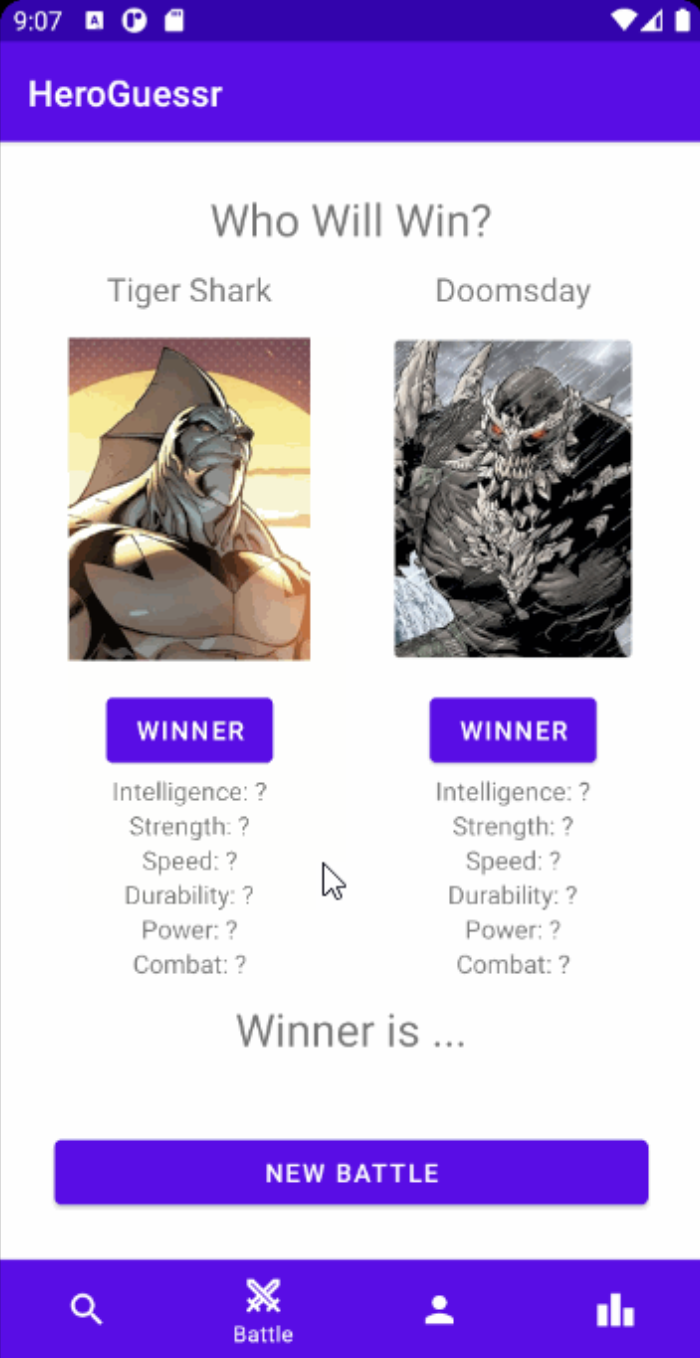 9:07
HeroGuessr
Who Will Win?
Tiger Shark
Doomsday
WINNER
WINNER
Intelligence: ?
Strength: ?
Speed: ?
Durability: ?
Power: ?
Combat: ?
Intelligence: ?
Strength: ?
Speed: ?
Durability: ?
Power: ?
Combat: ?
Winner is ...
NEW BATTLE
Battle